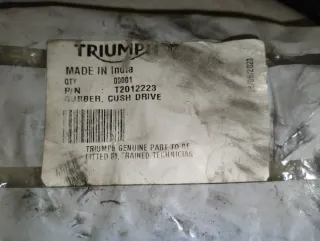 TRIUMPH
MADE IN India
QTY : 00001
P/N : T2012223
RUBBER, CUSH DRIVE
TRIUMPH GENUINE PART TO BE
FITTED BY TRAINED TECHNICIAN